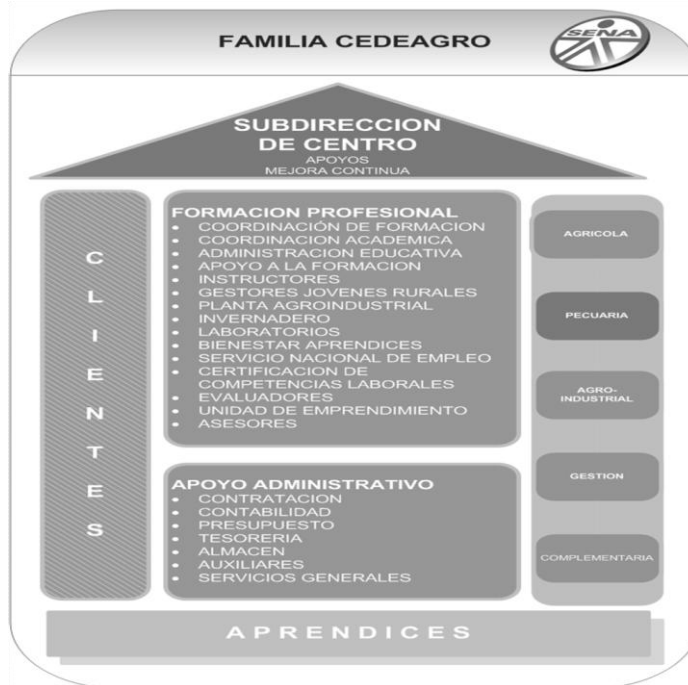 FAMILIA CEDEAGRO
SENA
SUBDIRECCION
DE CENTRO
APOYOS
MEJORA CONTINUA
CLIENTES
FORMACION PROFESIONAL
• COORDINACIÓN DE FORMACION
• COORDINACION ACADEMICA
• ADMINISTRACION EDUCATIVA
• APOYO A LA FORMACION
• INSTRUCTORES
• GESTORES JOVENES RURALES
• PLANTA AGROINDUSTRIAL
• INVERNADERO
• LABORATORIOS
• BIENESTAR APRENDICES
• SERVICIO NACIONAL DE EMPLEO
• CERTIFICACION DE
COMPETENCIAS LABORALES
• EVALUADORES
• UNIDAD DE EMPRENDIMIENTO
• ASESORES
APOYO ADMINISTRATIVO
• CONTRATACION
• CONTABILIDAD
• PRESUPUESTO
• TESORERIA
• ALMACEN
• AUXILIARES
• SERVICIOS GENERALES
AGRICOLA
PECUARIA
AGRO-
INDUSTRIAL
GESTION
COMPLEMENTARIA
APRENDICES